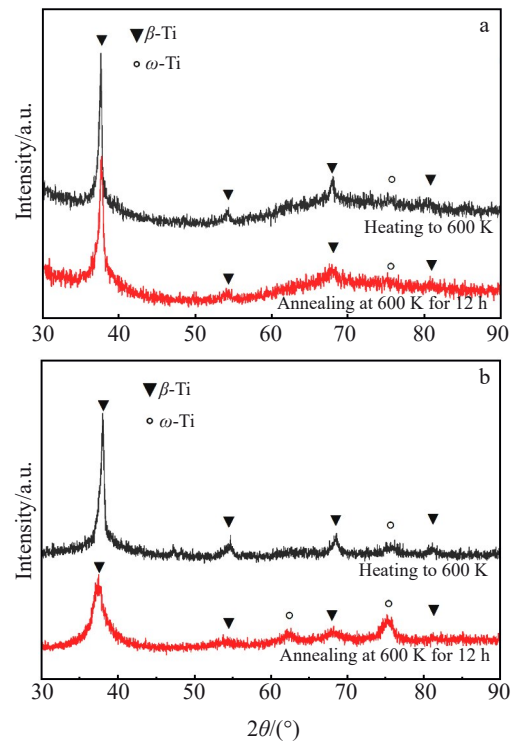 a
▼β-Ti
○ ω-Ti
Intensity/a.u.
Heating to 600 K
Annealing at 600 K for 12 h
30 40 50 60 70 80 90
b
▼β-Ti
○ ω-Ti
Intensity/a.u.
Heating to 600 K
Annealing at 600 K for 12 h
30 40 50 60 70 80 90
2θ/(°)